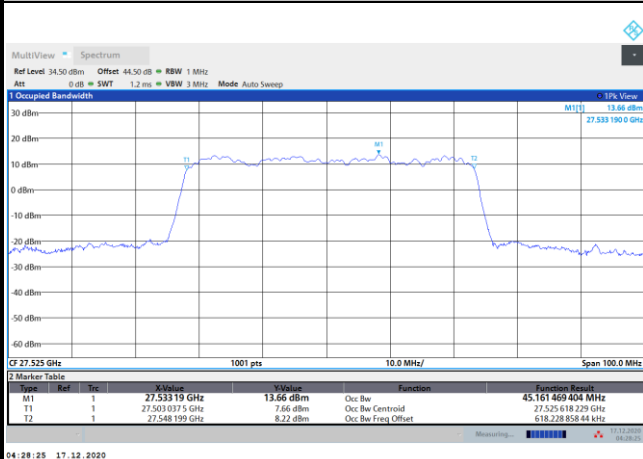 MultiView Spectrum
Ref Level 34.50 dBm Offset 44.50 dB RBW 1 MHz
Att 0 dB SWT 1.2 ms VBW 3 MHz Mode Auto Sweep
1 Occupied Bandwidth 1Pk View
M1[1] 13.66 dBm
27.533 190 0 GHz
30 dBm
20 dBm
M1
T1 T2
10 dBm
0 dBm
-10 dBm
-20 dBm
-30 dBm
-40 dBm
-50 dBm
-60 dBm
CF 27.525 GHz 1001 pts 10.0 MHz/ Span 100.0 MHz
2 Marker Table
Type Ref Trc X-Value Y-Value Function Function Result
M1 1 27.533 19 GHz 13.66 dBm Occ Bw 45.161 469 404 MHz
T1 1 27.503 037 5 GHz 7.66 dBm Occ Bw Centroid 27.525 618 229 GHz
T2 1 27.548 199 GHz 8.22 dBm Occ Bw Freq Offset 618.228 858 44 kHz
Measuring... 17.12.2020
04:28:25
04:28:25 17.12.2020